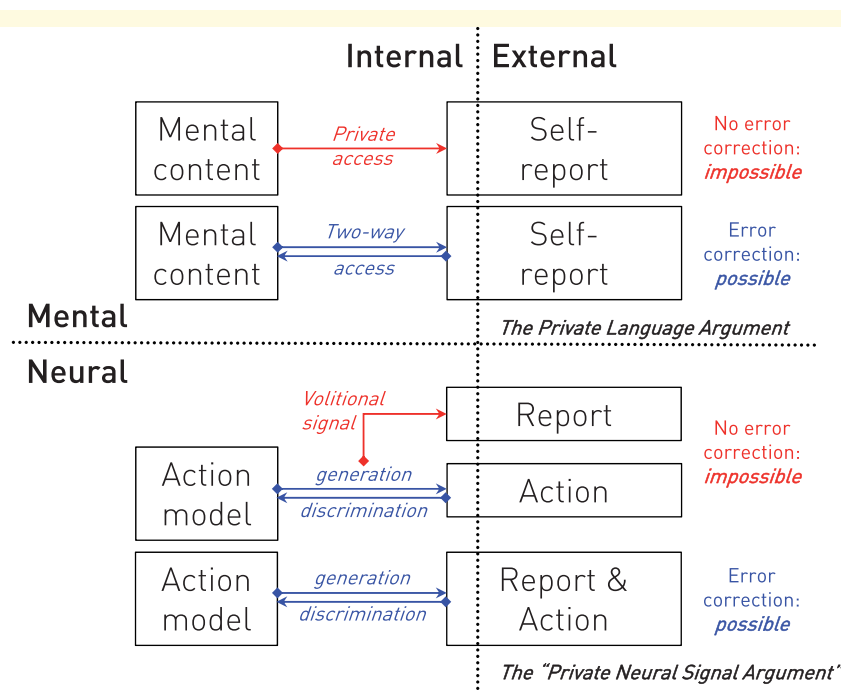 Internal External
Mental
content
Private
access
Self-
report
No error
correction:
impossible
Mental
content
Two-way
access
Self-
report
Error
correction:
possible
Mental
The Private Language Argument
Neural
Volitional
signal
Report
No error
correction:
impossible
Action
model
generation
discrimination
Action
Action
model
generation
discrimination
Report &
Action
Error
correction:
possible
The “Private Neural Signal Argument”